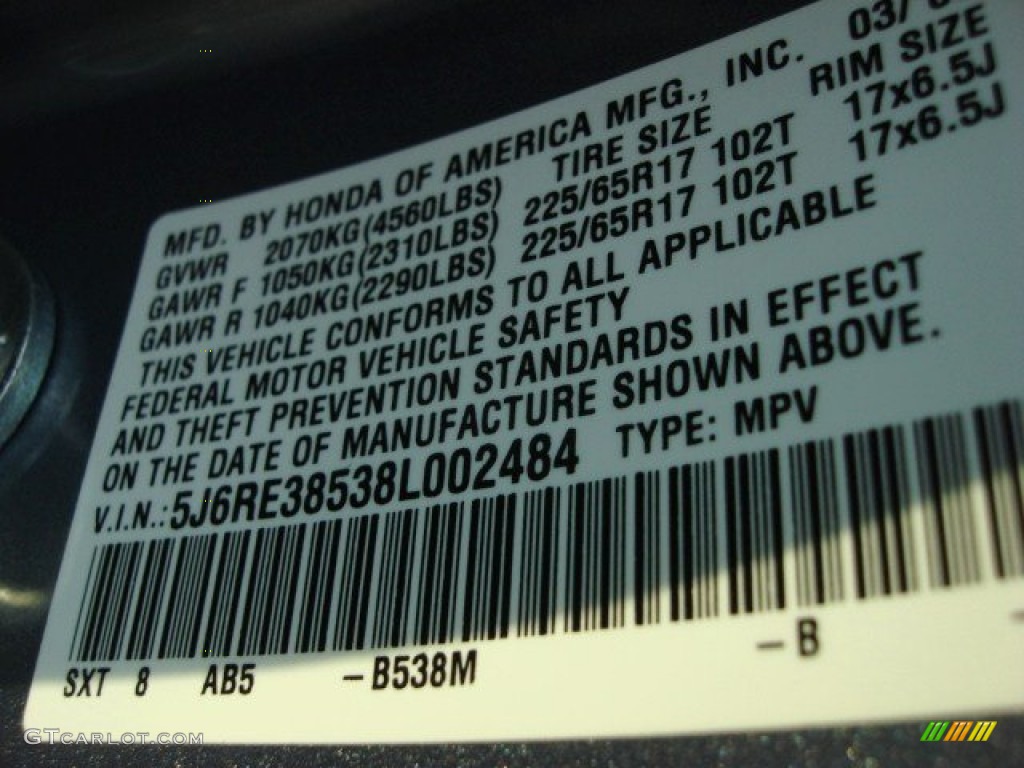 MFD. BY HONDA OF AMERICA MFG., INC. 03/
TIRE SIZE RIM SIZE
GVWR 2070KG(4560LBS)
GAWR F 1050KG(2310LBS) 225/65R17 102T 17x6.5J
GAWR R 1040KG(2290LBS) 225/65R17 102T 17x6.5J
THIS VEHICLE CONFORMS TO ALL APPLICABLE
FEDERAL MOTOR VEHICLE SAFETY
AND THEFT PREVENTION STANDARDS IN EFFECT
ON THE DATE OF MANUFACTURE SHOWN ABOVE.
V.I.N.:5J6RE38538L002484 TYPE: MPV
SXT 8 AB5 –B538M –B
GTCARLOT.COM